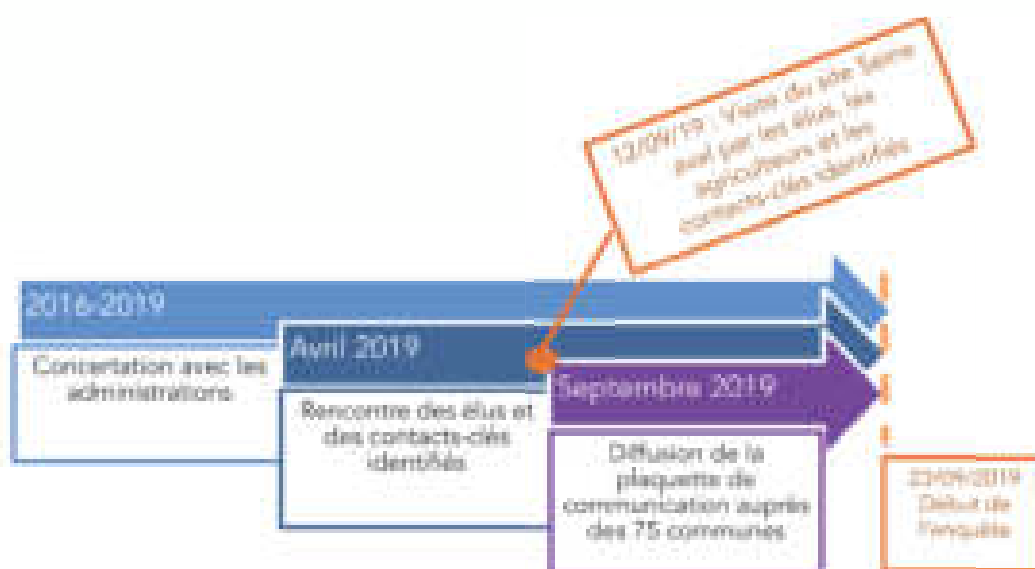 12/09/19 : Visite du site Seine
aval par les élus, les
agriculteurs et les
contacts-clés identifiés
2016-2019
Concertation avec les
administrations
Avril 2019
Rencontre des élus et
des contacts-clés
identifiés
Septembre 2019
Diffusion de la
plaquette de
communication auprès
des 75 communes
23/09/2019
Début de
l'enquête